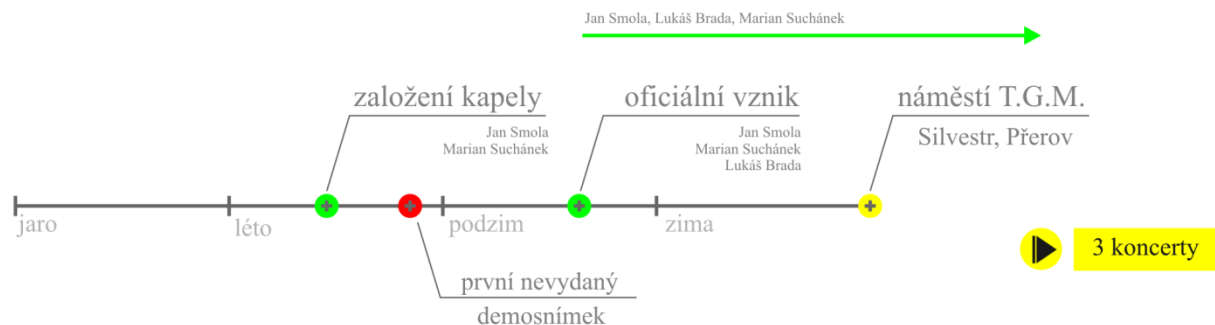 Jan Smola, Lukáš Brada, Marian Suchánek
založení kapely
Jan Smola
Marian Suchánek
oficiální vznik
Jan Smola
Marian Suchánek
Lukáš Brada
náměstí T.G.M.
Silvestr, Přerov
jaro
léto
podzim
zima
první nevydaný
demosnímek
3 koncerty